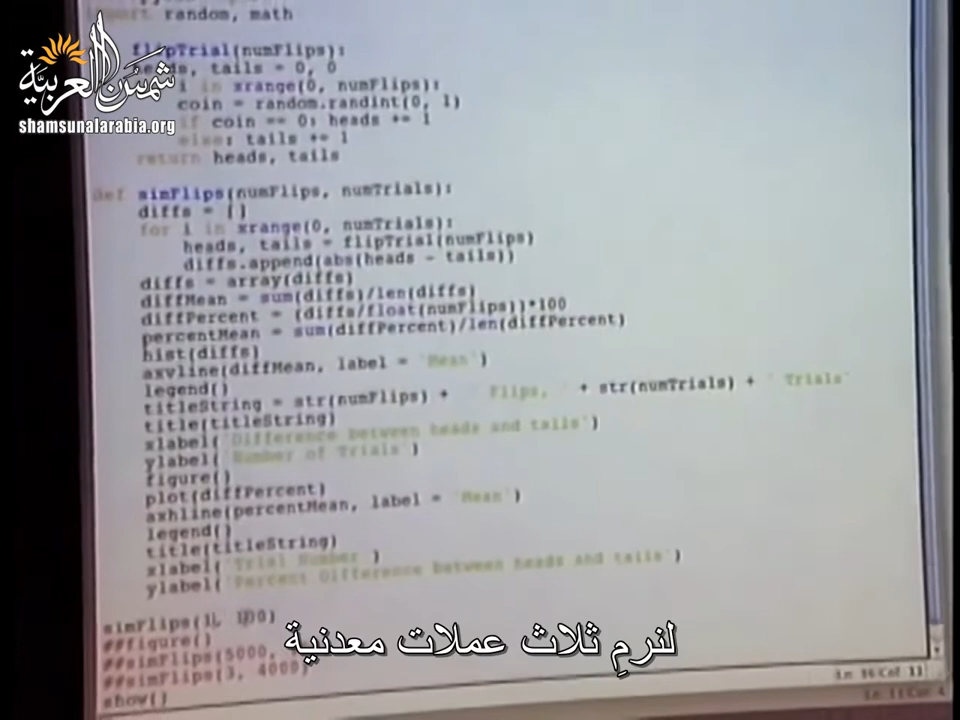 import random, math
شمس العربية
shamsunalarabia.org
flipTrial(numFlips):
heads, tails = 0, 0
i in xrange(0, numFlips):
coin = random.randint(0, 1)
if coin == 0: heads += 1
else: tails += 1
return heads, tails
def simFlips(numFlips, numTrials):
diffs = []
for i in xrange(0, numTrials):
heads, tails = flipTrial(numFlips)
diffs.append(abs(heads - tails))
diffs = array(diffs)
diffMean = sum(diffs)/len(diffs)
diffPercent = (diffs/float(numFlips))*100
percentMean = sum(diffPercent)/len(diffPercent)
hist(diffs)
axvline(diffMean, label = 'Mean')
legend()
titleString = str(numFlips) + ' Flips, ' + str(numTrials) + ' Trials'
title(titleString)
xlabel('Difference between heads and tails')
ylabel('Number of Trials')
figure()
plot(diffPercent)
axhline(percentMean, label = 'Mean')
legend()
title(titleString)
xlabel('Trial Number')
ylabel('Percent Difference between heads and tails')
simFlips(
##figure()
##simFlips(5000,
##simFlips(3, 4000)
show()
لنرمِ ثلاث عملات معدنية